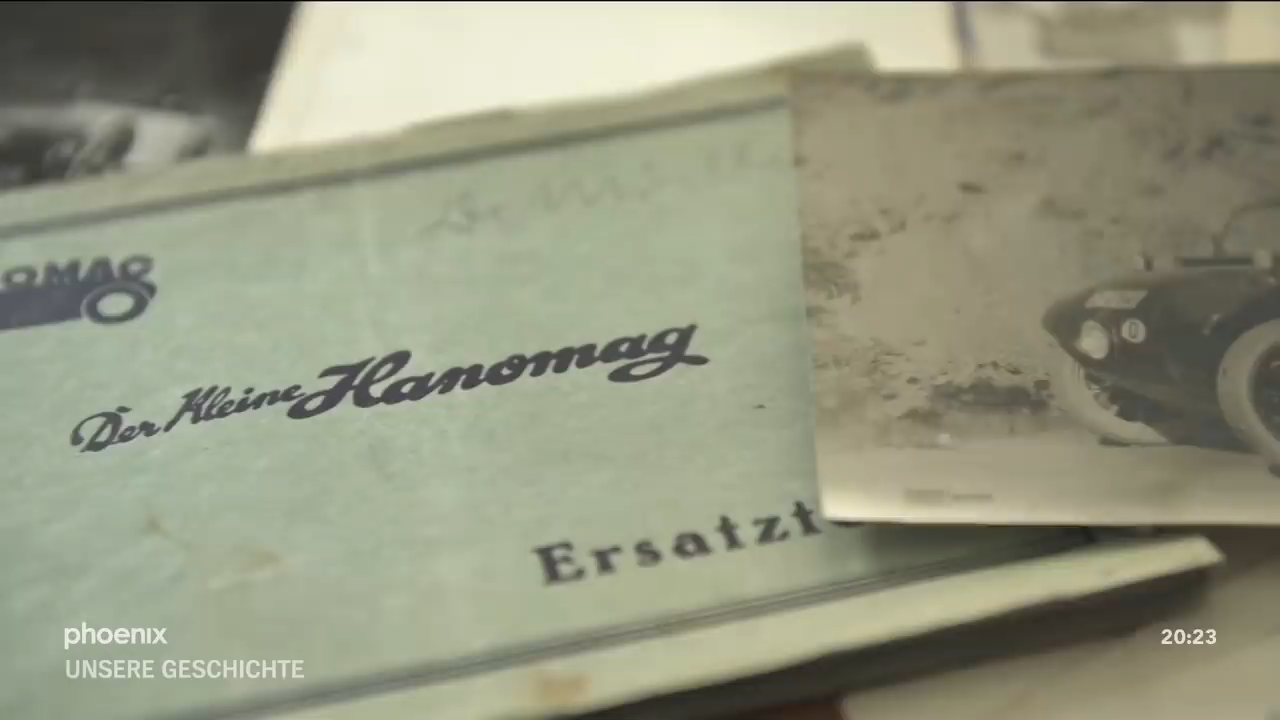 OMAG
Der Kleine Hanomag
Ersatzt
phoenix
UNSERE GESCHICHTE
20:23